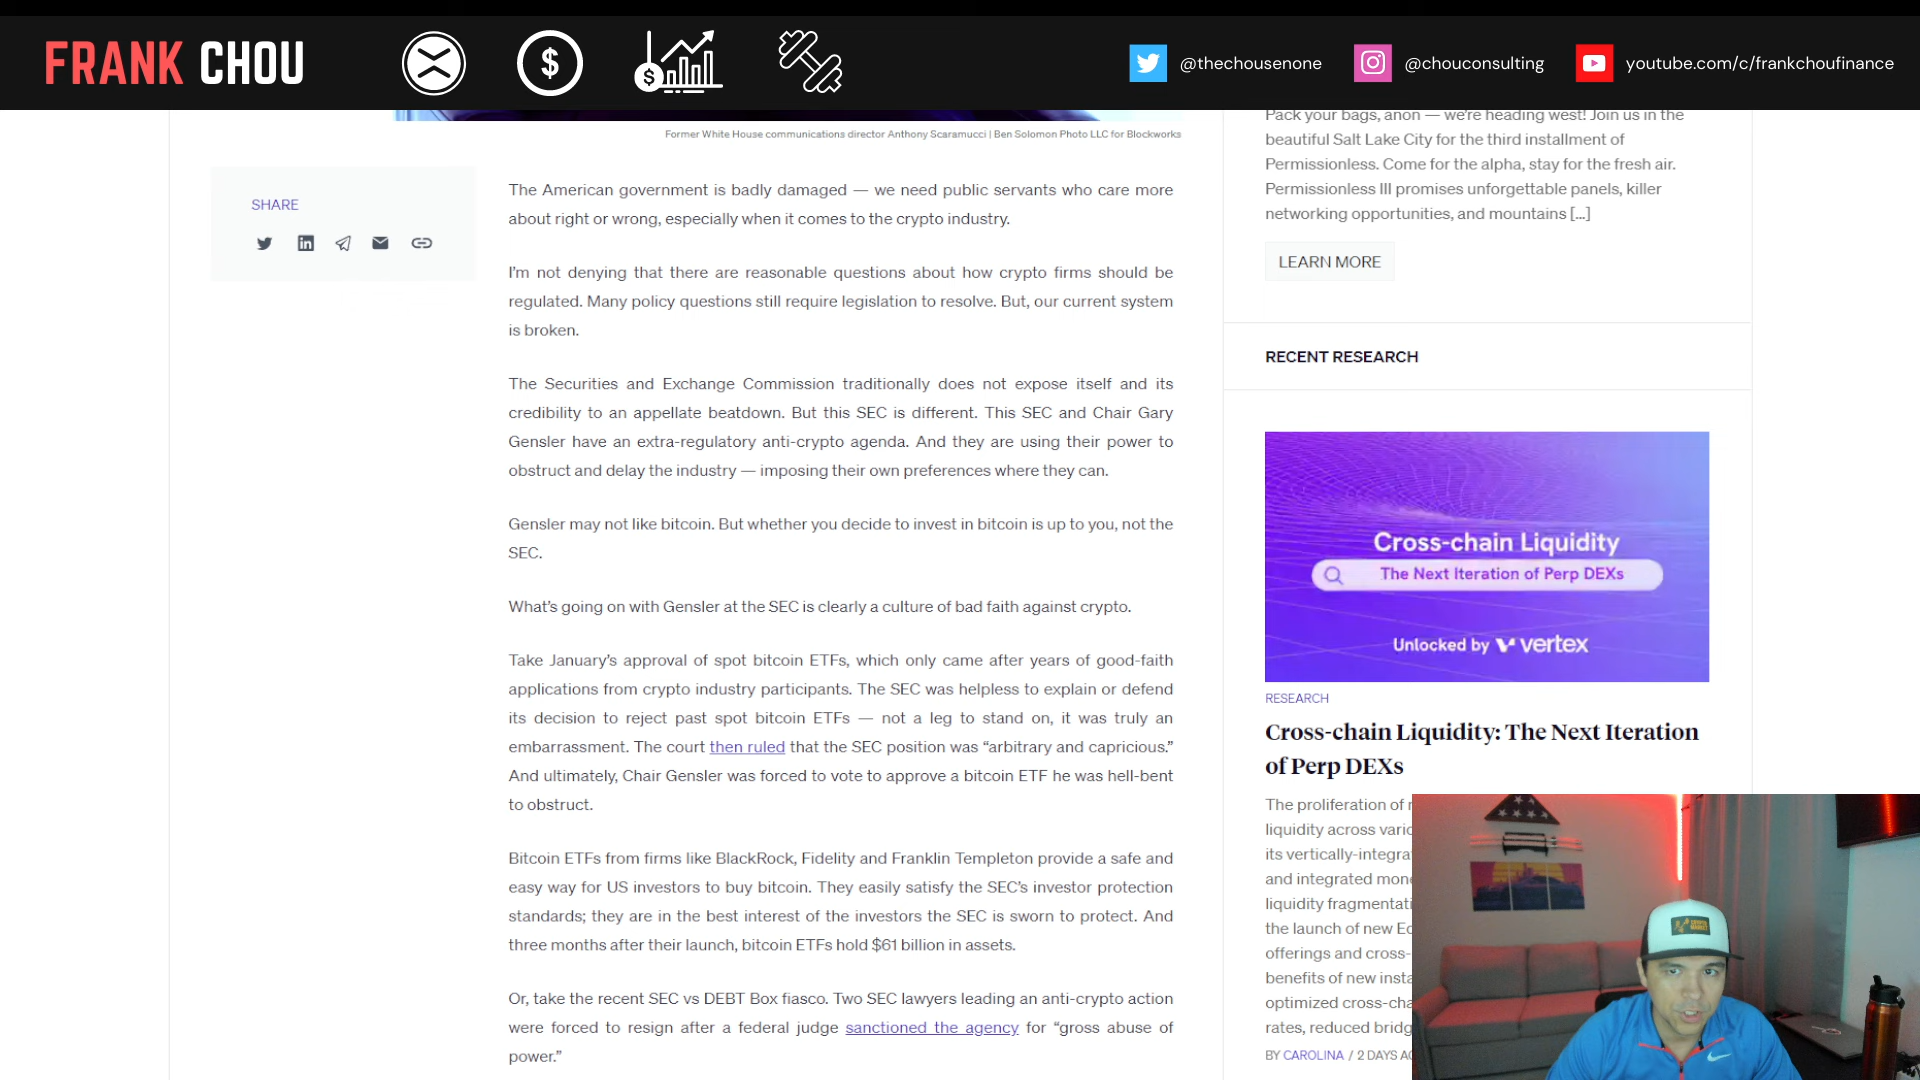 FRANK CHOU
@thechousenone
@chouconsulting
youtube.com/c/frankchoufinance
Former White House communications director Anthony Scaramucci | Ben Solomon Photo LLC for Blockworks
SHARE
The American government is badly damaged — we need public servants who care more
about right or wrong, especially when it comes to the crypto industry.
I’m not denying that there are reasonable questions about how crypto firms should be
regulated. Many policy questions still require legislation to resolve. But, our current system
is broken.
The Securities and Exchange Commission traditionally does not expose itself and its
credibility to an appellate beatdown. But this SEC is different. This SEC and Chair Gary
Gensler have an extra-regulatory anti-crypto agenda. And they are using their power to
obstruct and delay the industry — imposing their own preferences where they can.
Gensler may not like bitcoin. But whether you decide to invest in bitcoin is up to you, not the
SEC.
What’s going on with Gensler at the SEC is clearly a culture of bad faith against crypto.
Take January’s approval of spot bitcoin ETFs, which only came after years of good-faith
applications from crypto industry participants. The SEC was helpless to explain or defend
its decision to reject past spot bitcoin ETFs — not a leg to stand on, it was truly an
embarrassment. The court then ruled that the SEC position was “arbitrary and capricious.”
And ultimately, Chair Gensler was forced to vote to approve a bitcoin ETF he was hell-bent
to obstruct.
Bitcoin ETFs from firms like BlackRock, Fidelity and Franklin Templeton provide a safe and
easy way for US investors to buy bitcoin. They easily satisfy the SEC’s investor protection
standards; they are in the best interest of the investors the SEC is sworn to protect. And
three months after their launch, bitcoin ETFs hold $61 billion in assets.
Or, take the recent SEC vs DEBT Box fiasco. Two SEC lawyers leading an anti-crypto action
were forced to resign after a federal judge sanctioned the agency for “gross abuse of
power.”
Pack your bags, anon — we’re heading west! Join us in the
beautiful Salt Lake City for the third installment of
Permissionless. Come for the alpha, stay for the fresh air.
Permissionless III promises unforgettable panels, killer
networking opportunities, and mountains [...]
LEARN MORE
RECENT RESEARCH
Cross-chain Liquidity
The Next Iteration of Perp DEXs
Unlocked by vertex
RESEARCH
Cross-chain Liquidity: The Next Iteration
of Perp DEXs
The proliferation of
liquidity across
its vertically-
and integrated
liquidity
the launch of new
offerings and cross-
benefits of new
optimized
rates, reduced
BY CAROLINA / 2 DAYS